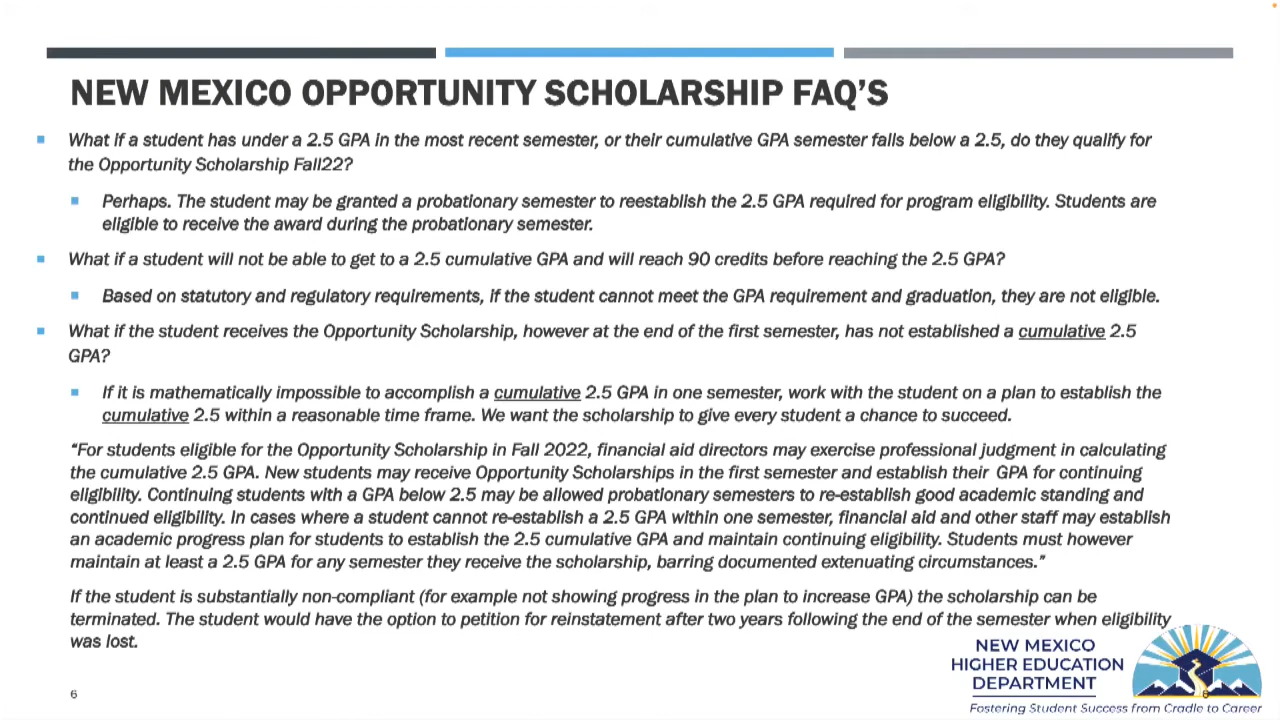 NEW MEXICO OPPORTUNITY SCHOLARSHIP FAQ'S
What if a student has under a 2.5 GPA in the most recent semester, or their cumulative GPA semester falls below a 2.5, do they qualify for
the Opportunity Scholarship Fall22?
Perhaps. The student may be granted a probationary semester to reestablish the 2.5 GPA required for program eligibility. Students are
eligible to receive the award during the probationary semester.
What if a student will not be able to get to a 2.5 cumulative GPA and will reach 90 credits before reaching the 2.5 GPA?
Based on statutory and regulatory requirements, if the student cannot meet the GPA requirement and graduation, they are not eligible.
What if the student receives the Opportunity Scholarship, however at the end of the first semester, has not established a cumulative 2.5
GPA?
If it is mathematically impossible to accomplish a cumulative 2.5 GPA in one semester, work with the student on a plan to establish the
cumulative 2.5 within a reasonable time frame. We want the scholarship to give every student a chance to succeed.
"For students eligible for the Opportunity Scholarship in Fall 2022, financial aid directors may exercise professional judgment in calculating
the cumulative 2.5 GPA. New students may receive Opportunity Scholarships in the first semester and establish their GPA for continuing
eligibility. Continuing students with a GPA below 2.5 may be allowed probationary semesters to re-establish good academic standing and
continued eligibility. In cases where a student cannot re-establish a 2.5 GPA within one semester, financial aid and other staff may establish
an academic progress plan for students to establish the 2.5 cumulative GPA and maintain continuing eligibility. Students must however
maintain at least a 2.5 GPA for any semester they receive the scholarship, barring documented extenuating circumstances."
If the student is substantially non-compliant (for example not showing progress in the plan to increase GPA) the scholarship can be
terminated. The student would have the option to petition for reinstatement after two years following the end of the semester when eligibility
was lost.
NEW MEXICO
HIGHER EDUCATION
DEPARTMENT
Fostering Student Success from Cradle to Career
6
6